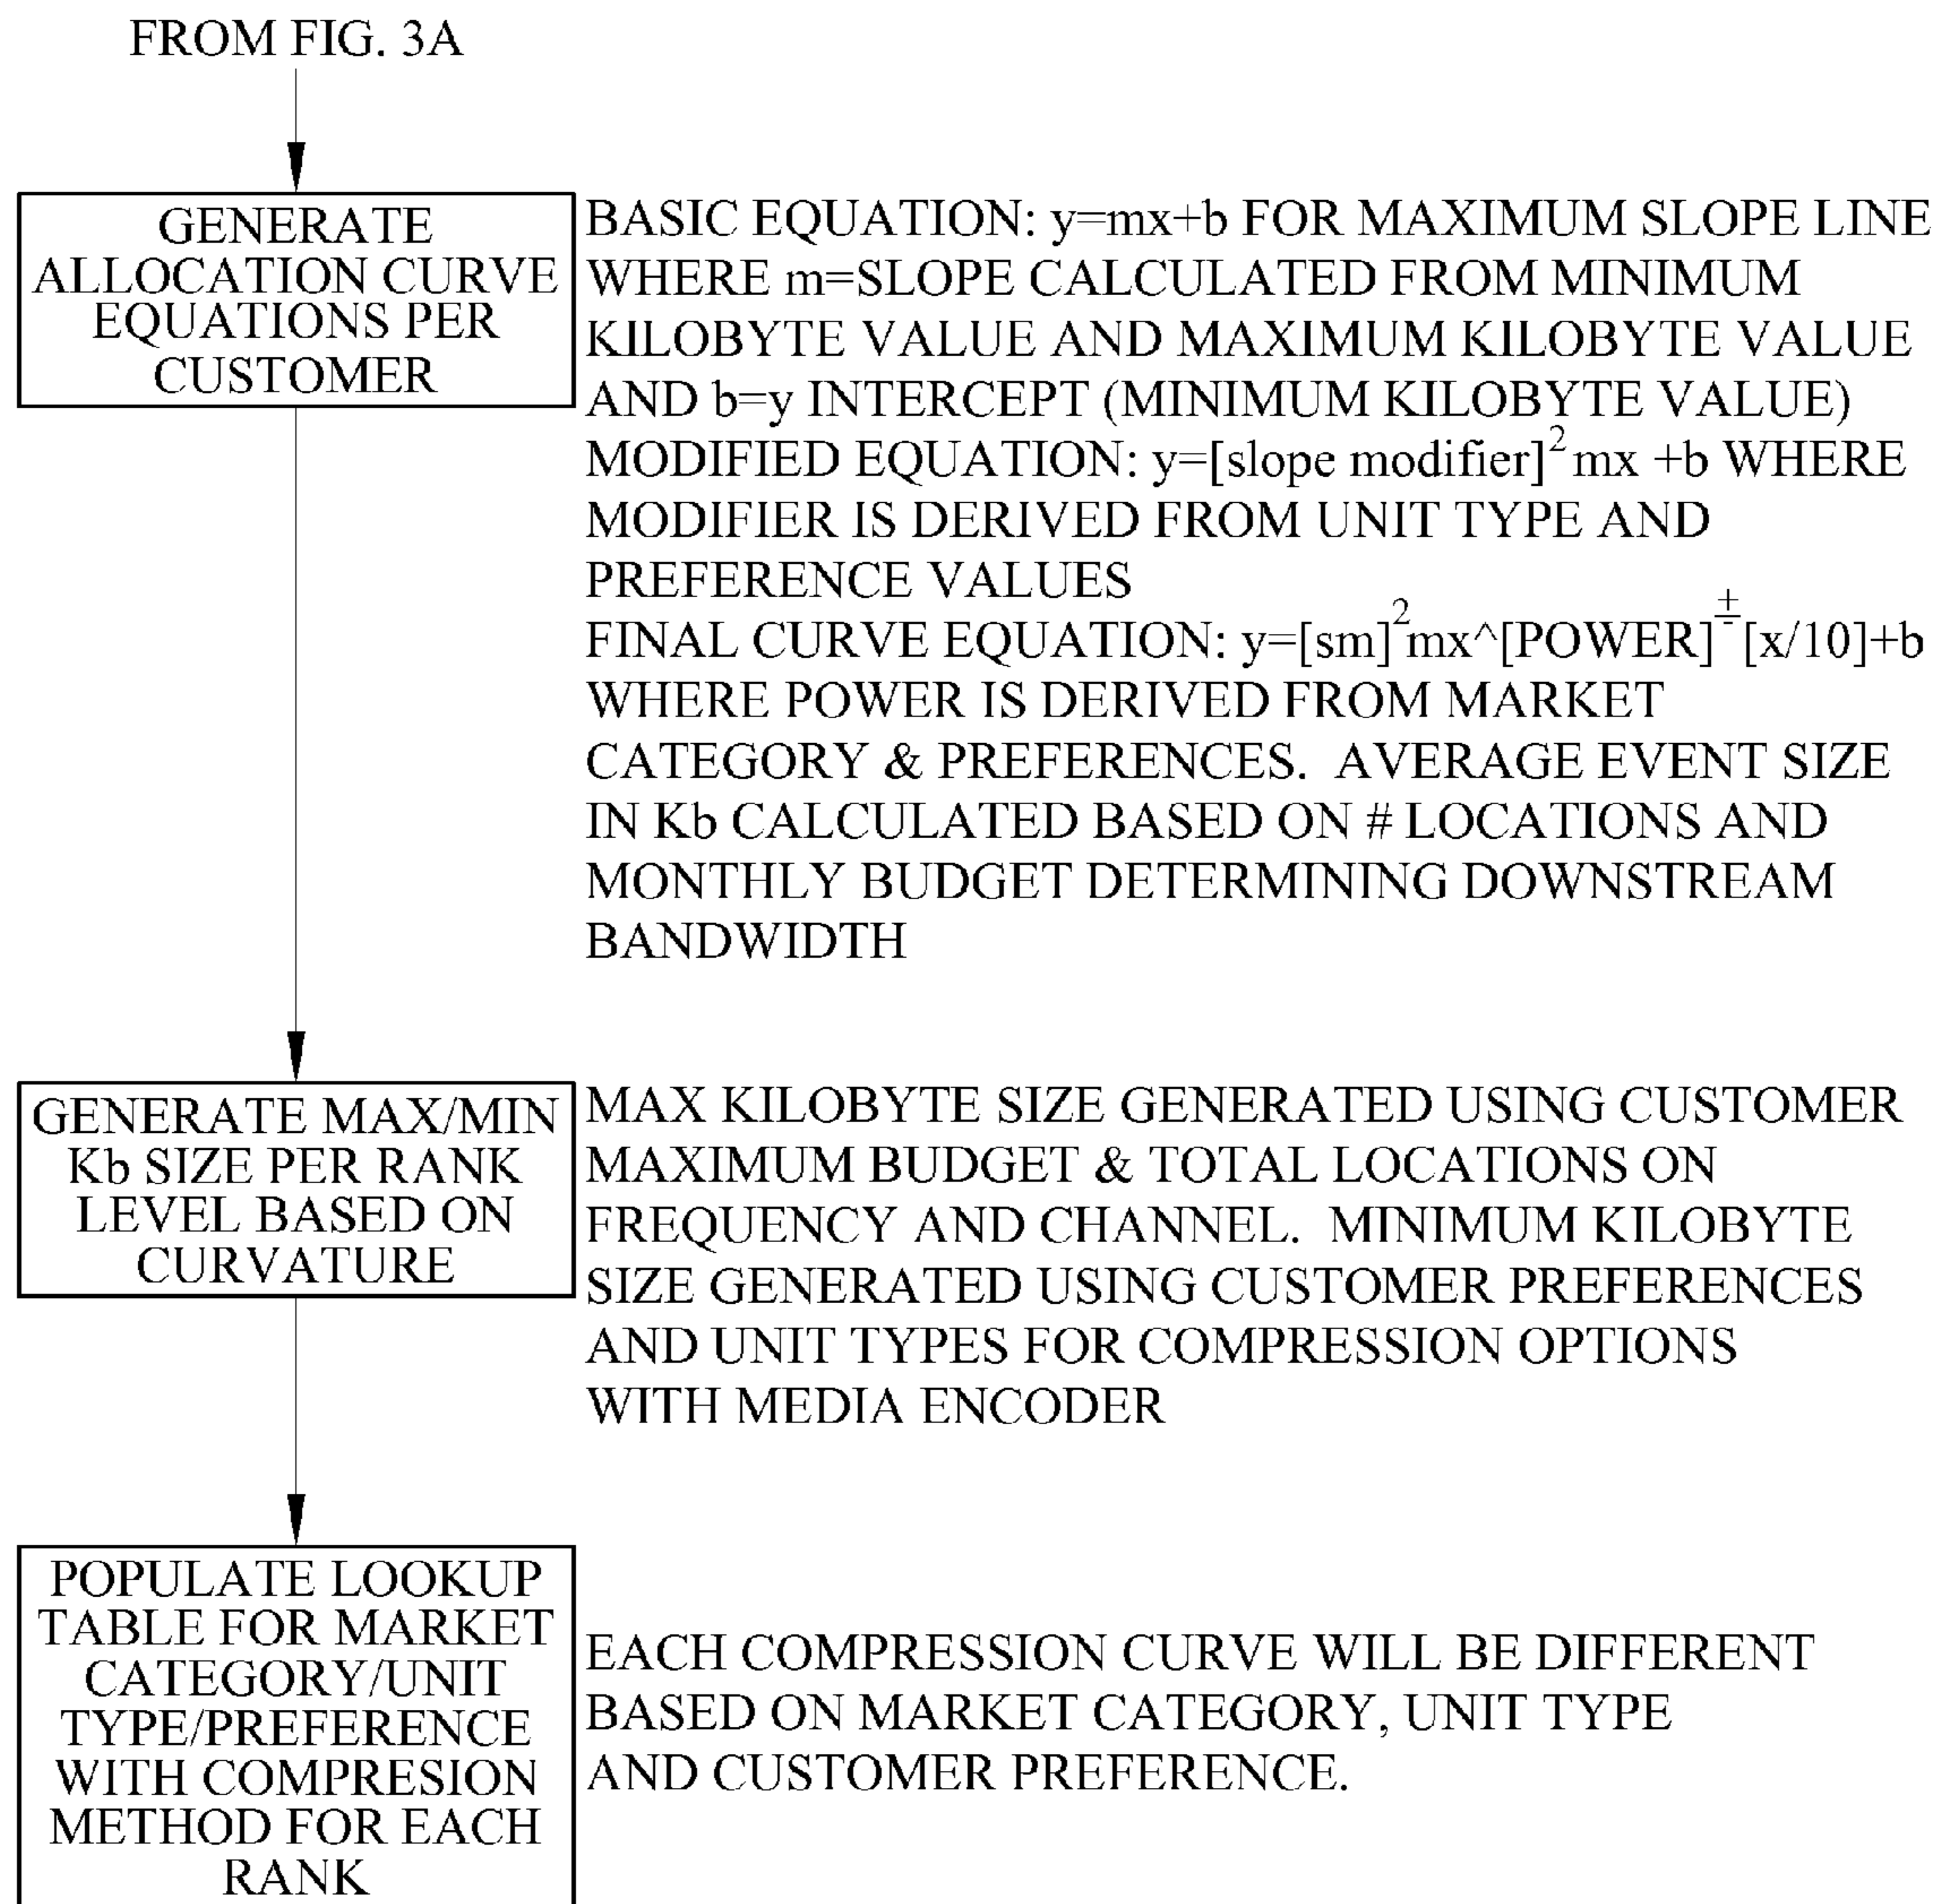 FROM FIG. 3A
GENERATE
ALLOCATION CURVE
EQUATIONS PER
CUSTOMER
BASIC EQUATION: y=mx+b FOR MAXIMUM SLOPE LINE
WHERE m=SLOPE CALCULATED FROM MINIMUM
KILOBYTE VALUE AND MAXIMUM KILOBYTE VALUE
AND b=y INTERCEPT (MINIMUM KILOBYTE VALUE)
MODIFIED EQUATION: y=[slope modifier]² mx +b WHERE
MODIFIER IS DERIVED FROM UNIT TYPE AND
PREFERENCE VALUES
FINAL CURVE EQUATION: y=[sm]²mx^[POWER]±[x/10]+b
WHERE POWER IS DERIVED FROM MARKET
CATEGORY & PREFERENCES. AVERAGE EVENT SIZE
IN Kb CALCULATED BASED ON # LOCATIONS AND
MONTHLY BUDGET DETERMINING DOWNSTREAM
BANDWIDTH
GENERATE MAX/MIN
Kb SIZE PER RANK
LEVEL BASED ON
CURVATURE
MAX KILOBYTE SIZE GENERATED USING CUSTOMER
MAXIMUM BUDGET & TOTAL LOCATIONS ON
FREQUENCY AND CHANNEL. MINIMUM KILOBYTE
SIZE GENERATED USING CUSTOMER PREFERENCES
AND UNIT TYPES FOR COMPRESSION OPTIONS
WITH MEDIA ENCODER
POPULATE LOOKUP
TABLE FOR MARKET
CATEGORY/UNIT
TYPE/PREFERENCE
WITH COMPRESION
METHOD FOR EACH
RANK
EACH COMPRESSION CURVE WILL BE DIFFERENT
BASED ON MARKET CATEGORY, UNIT TYPE
AND CUSTOMER PREFERENCE.